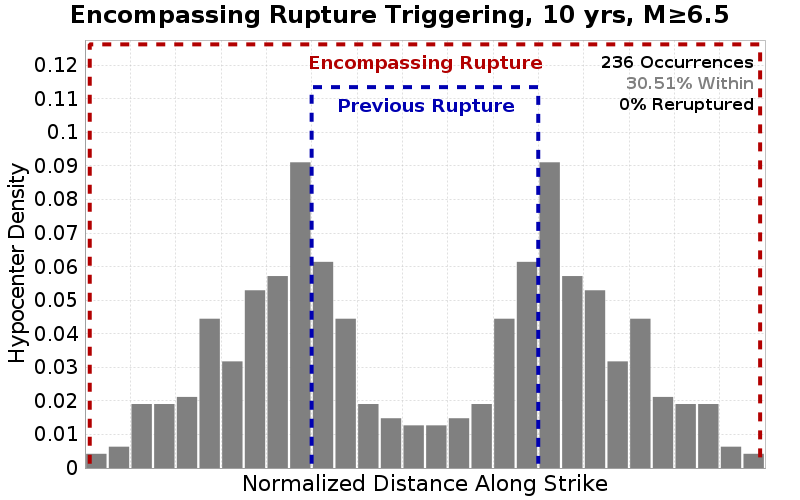 Encompassing Rupture Triggering, 10 yrs, M≥6.5
Encompassing Rupture
236 Occurrences
30.51% Within
Previous Rupture
0% Reruptured
0.12
0.11
0.1
0.09
0.08
0.07
0.06
0.05
0.04
0.03
0.02
0.01
0
Hypocenter Density
Normalized Distance Along Strike